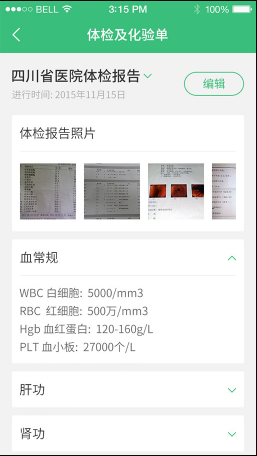 BELL 3:15 PM 100%
体检及化验单
四川省医院体检报告
编辑
进行时间: 2015年11月15日
体检报告照片
血常规
WBC 白细胞: 5000/mm3
RBC 红细胞: 500万/mm3
Hgb 血红蛋白: 120-160g/L
PLT 血小板: 27000个/L
肝功
肾功